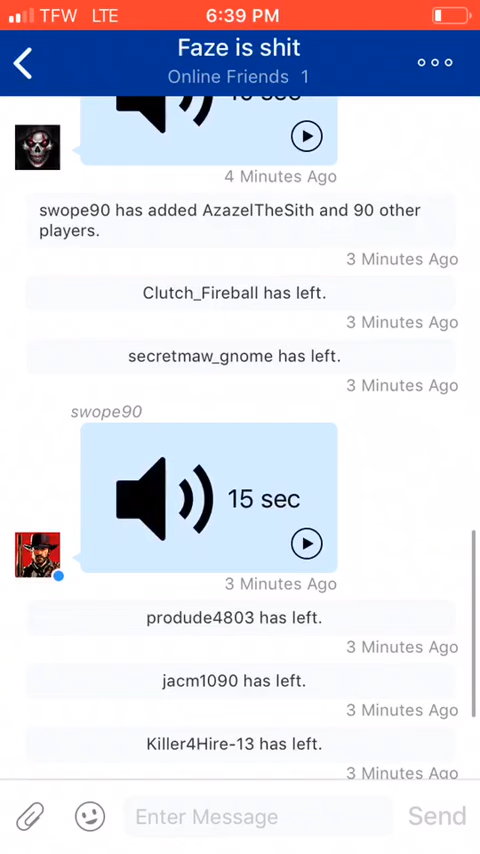 TFW LTE 6:39 PM
Faze is shit
Online Friends 1
4 Minutes Ago
swope90 has added AzazelTheSith and 90 other
players.
3 Minutes Ago
Clutch_Fireball has left.
3 Minutes Ago
secretmaw_gnome has left.
3 Minutes Ago
swope90
15 sec
3 Minutes Ago
produde4803 has left.
3 Minutes Ago
jacm1090 has left.
3 Minutes Ago
Killer4Hire-13 has left.
3 Minutes Ago
Enter Message
Send